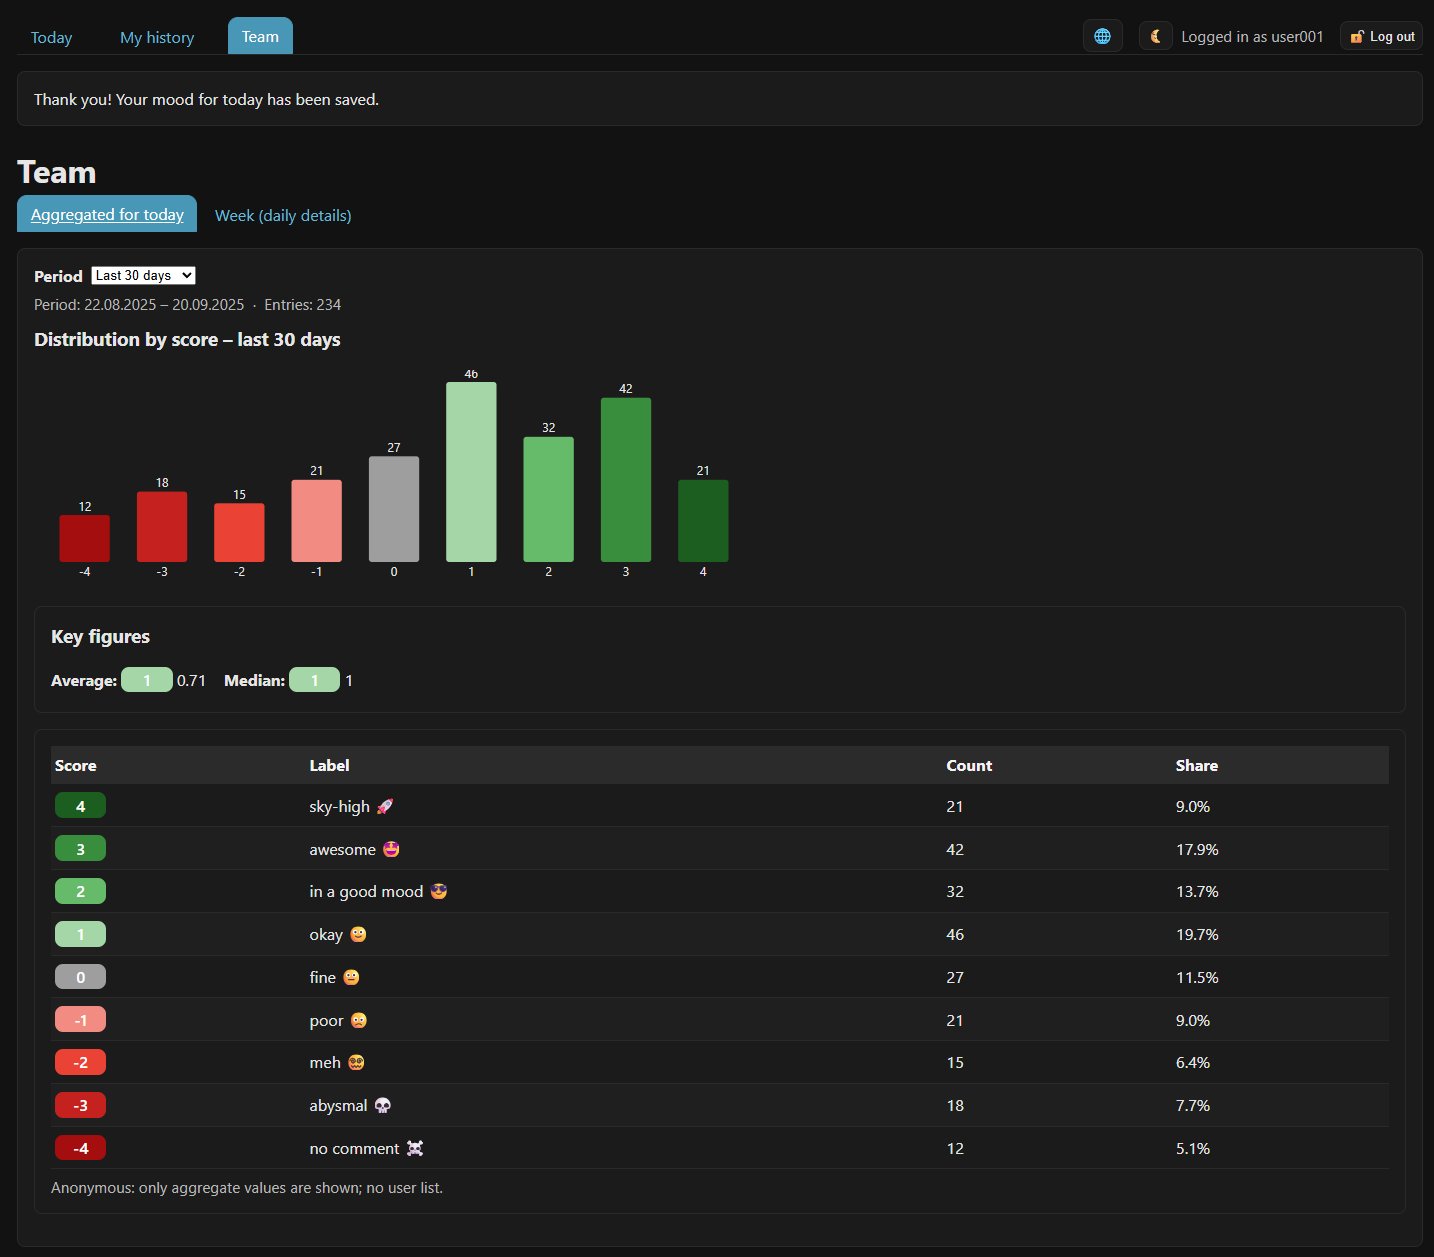 Today My history Team 🌐 🌜 Logged in as user001 🔓 Log out
Thank you! Your mood for today has been saved.
Team
Aggregated for today Week (daily details)
Period Last 30 days
Period: 22.08.2025 – 20.09.2025 · Entries: 234
Distribution by score – last 30 days
12 18 15 21 27 46 32 42 21
-4 -3 -2 -1 0 1 2 3 4
Key figures
Average: 1 0.71 Median: 1 1
Score Label Count Share
4 sky-high 🚀 21 9.0%
3 awesome 🤩 42 17.9%
2 in a good mood 😎 32 13.7%
1 okay 🙂 46 19.7%
0 fine 😐 27 11.5%
-1 poor 🙁 21 9.0%
-2 meh 😵‍💫 15 6.4%
-3 abysmal 💀 18 7.7%
-4 no comment ☠️ 12 5.1%
Anonymous: only aggregate values are shown; no user list.